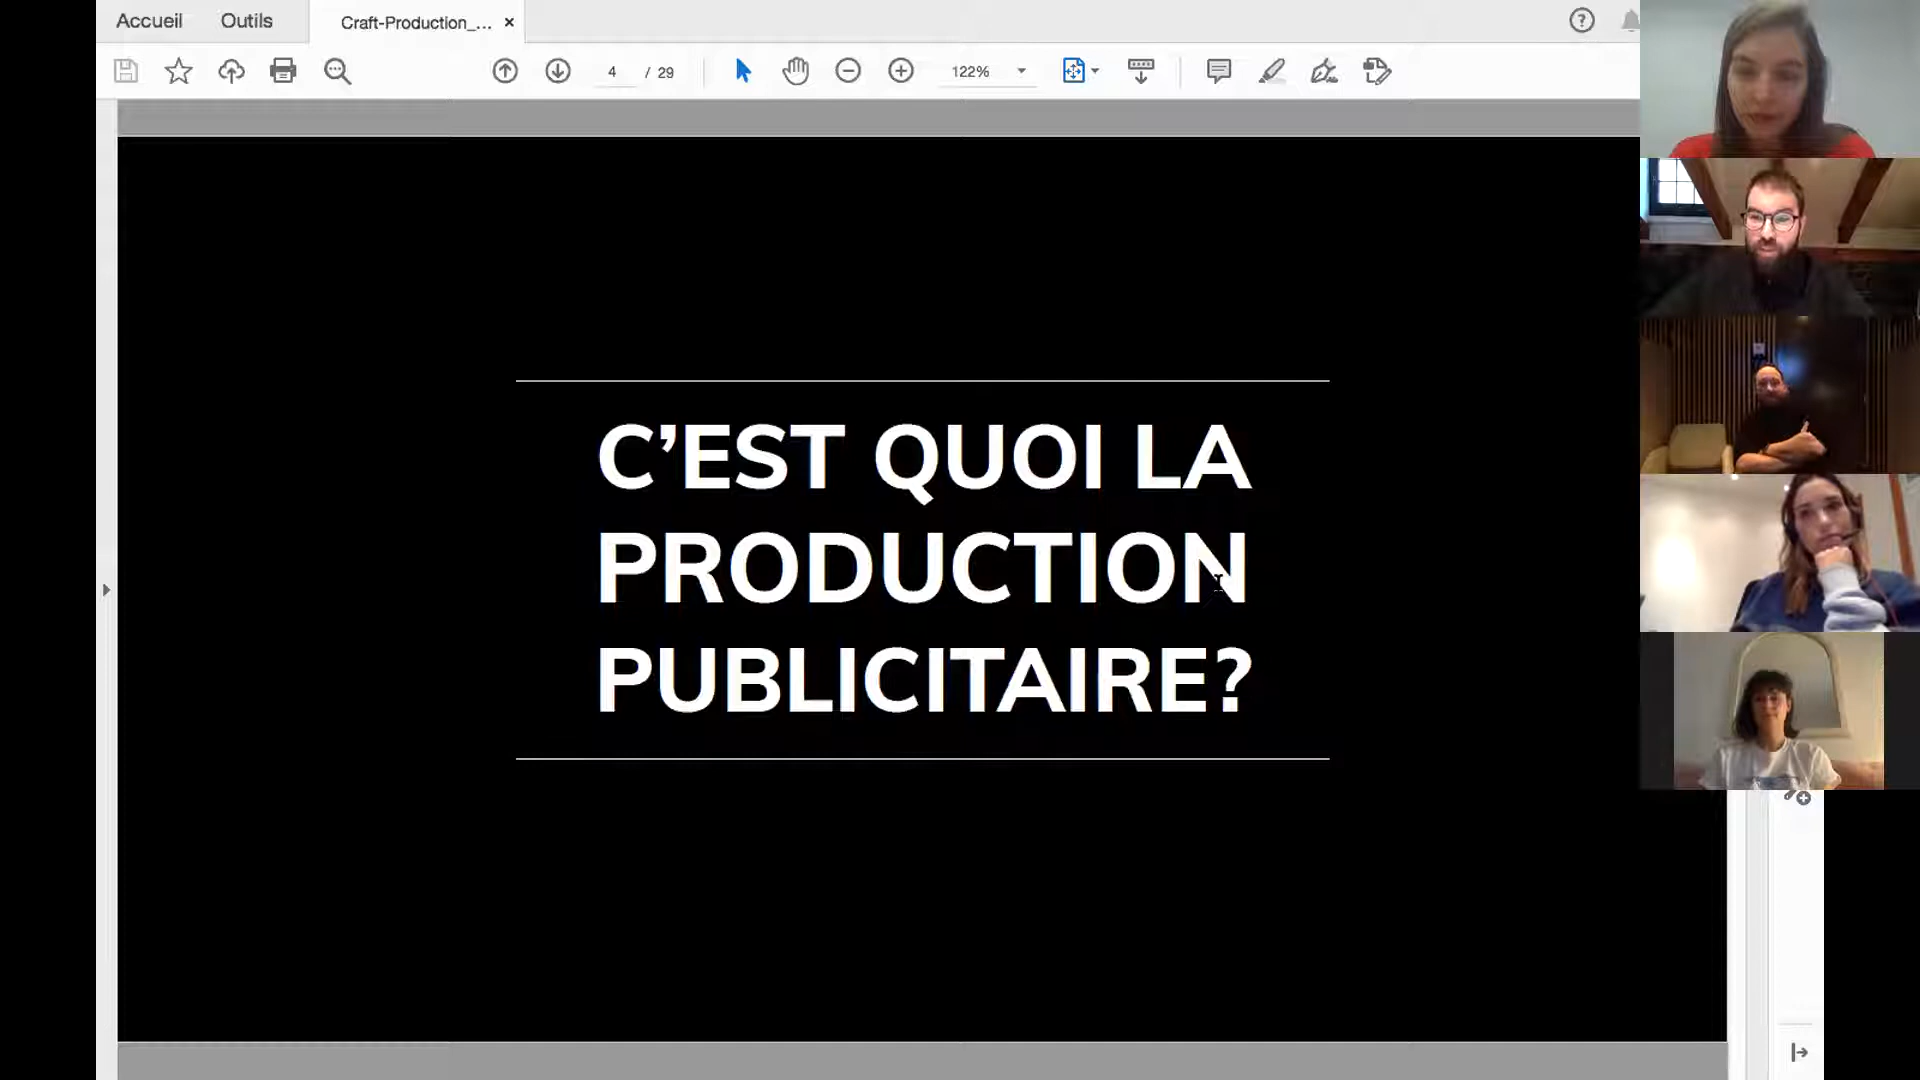 Accueil Outils Craft-Production_...
4 / 29 122%
C’EST QUOI LA
PRODUCTION
PUBLICITAIRE?